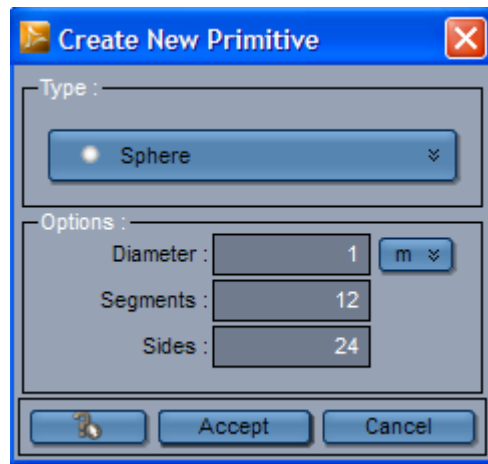 Create New Primitive
Type :
Sphere
Options :
Diameter : 1 m
Segments : 12
Sides : 24
Accept Cancel